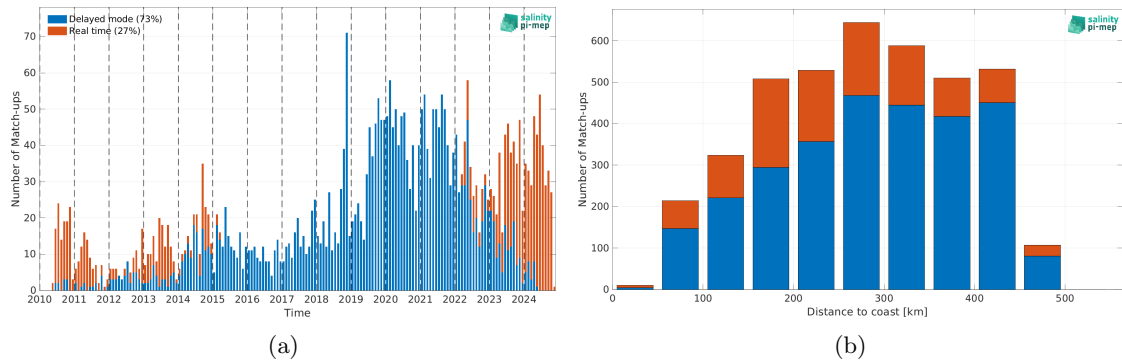 Delayed mode (73%)
Real time (27%)
salinity
pi-mep
70
60
50
40
30
20
10
0
Number of Match-ups
2010 2011 2012 2013 2014 2015 2016 2017 2018 2019 2020 2021 2022 2023 2024
Time
(a)
salinity
pi-mep
600
500
400
300
200
100
0
Number of Match-ups
100 200 300 400 500
Distance to coast [km]
(b)